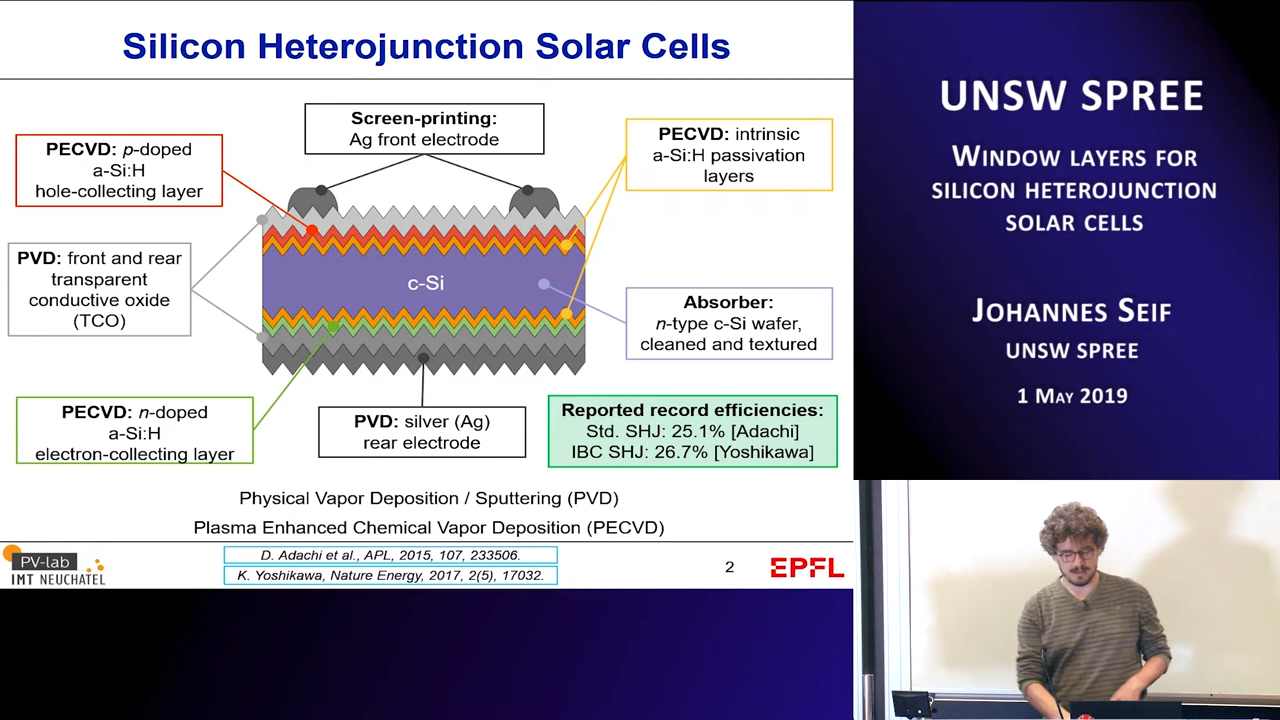 Silicon Heterojunction Solar Cells
Screen-printing:
Ag front electrode
PECVD: p-doped
a-Si:H
hole-collecting layer
PECVD: intrinsic
a-Si:H passivation
layers
PVD: front and rear
transparent
conductive oxide
(TCO)
c-Si
Absorber:
n-type c-Si wafer,
cleaned and textured
PECVD: n-doped
a-Si:H
electron-collecting layer
PVD: silver (Ag)
rear electrode
Reported record efficiencies:
Std. SHJ: 25.1% [Adachi]
IBC SHJ: 26.7% [Yoshikawa]
Physical Vapor Deposition / Sputtering (PVD)
Plasma Enhanced Chemical Vapor Deposition (PECVD)
PV-lab
IMT NEUCHATEL
D. Adachi et al., APL, 2015, 107, 233506.
K. Yoshikawa, Nature Energy, 2017, 2(5), 17032.
2
EPFL
UNSW SPREE
WINDOW LAYERS FOR
SILICON HETEROJUNCTION
SOLAR CELLS
JOHANNES SEIF
UNSW SPREE
1 MAY 2019